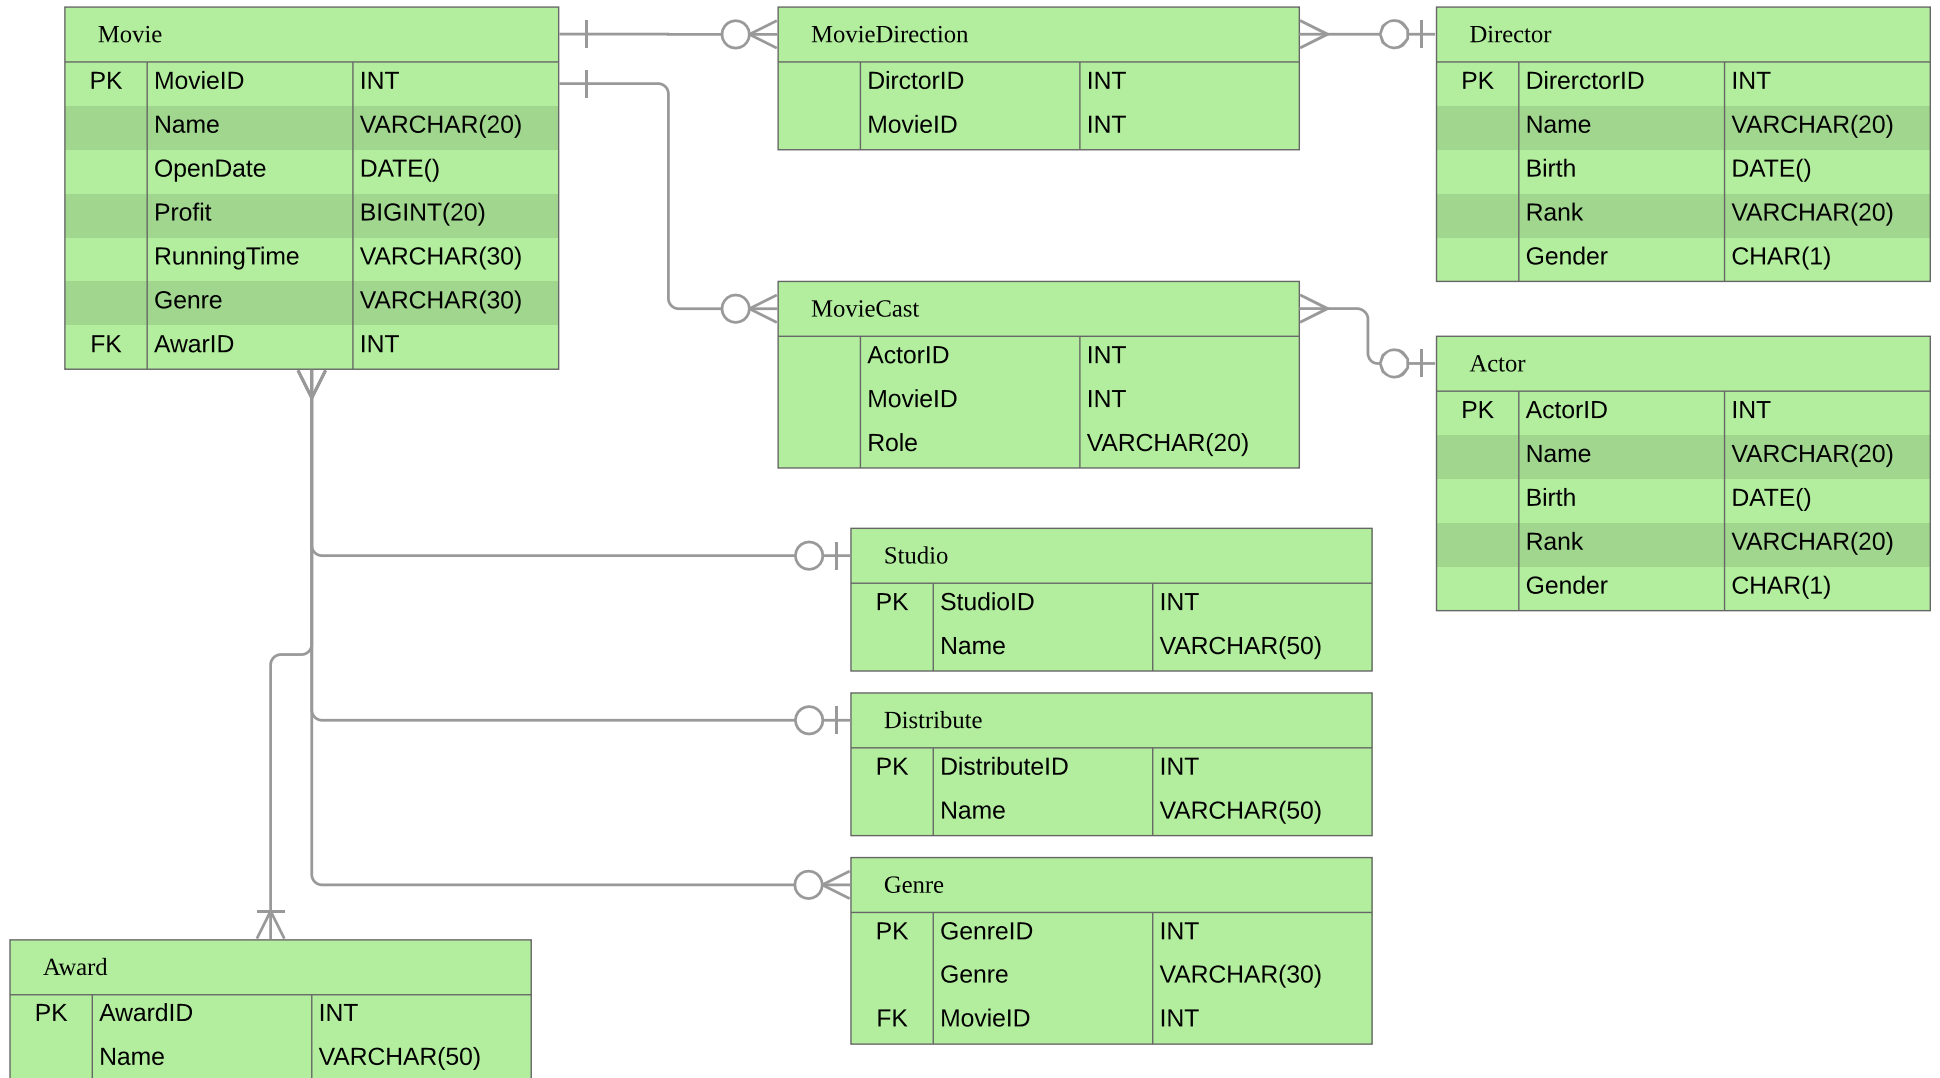 Movie
PK MovieID INT
Name VARCHAR(20)
OpenDate DATE()
Profit BIGINT(20)
RunningTime VARCHAR(30)
Genre VARCHAR(30)
FK AwarID INT
MovieDirection
DirctorID INT
MovieID INT
Director
PK DirerctorID INT
Name VARCHAR(20)
Birth DATE()
Rank VARCHAR(20)
Gender CHAR(1)
MovieCast
ActorID INT
MovieID INT
Role VARCHAR(20)
Actor
PK ActorID INT
Name VARCHAR(20)
Birth DATE()
Rank VARCHAR(20)
Gender CHAR(1)
Studio
PK StudioID INT
Name VARCHAR(50)
Distribute
PK DistributeID INT
Name VARCHAR(50)
Genre
PK GenreID INT
Genre VARCHAR(30)
FK MovieID INT
Award
PK AwardID INT
Name VARCHAR(50)